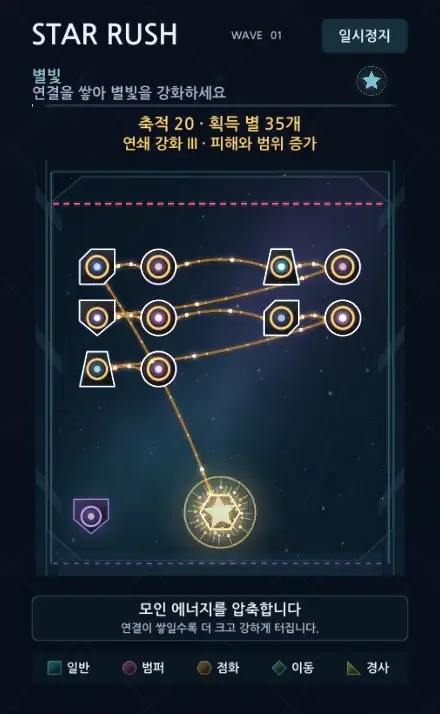 STAR RUSH
WAVE 01
일시정지
별빛
연결을 쌓아 별빛을 강화하세요
축적 20 · 획득 별 35개
연쇄 강화 III · 피해와 범위 증가
모인 에너지를 압축합니다
연결이 쌓일수록 더 크고 강하게 터집니다.
일반 범퍼 점화 이동 경사